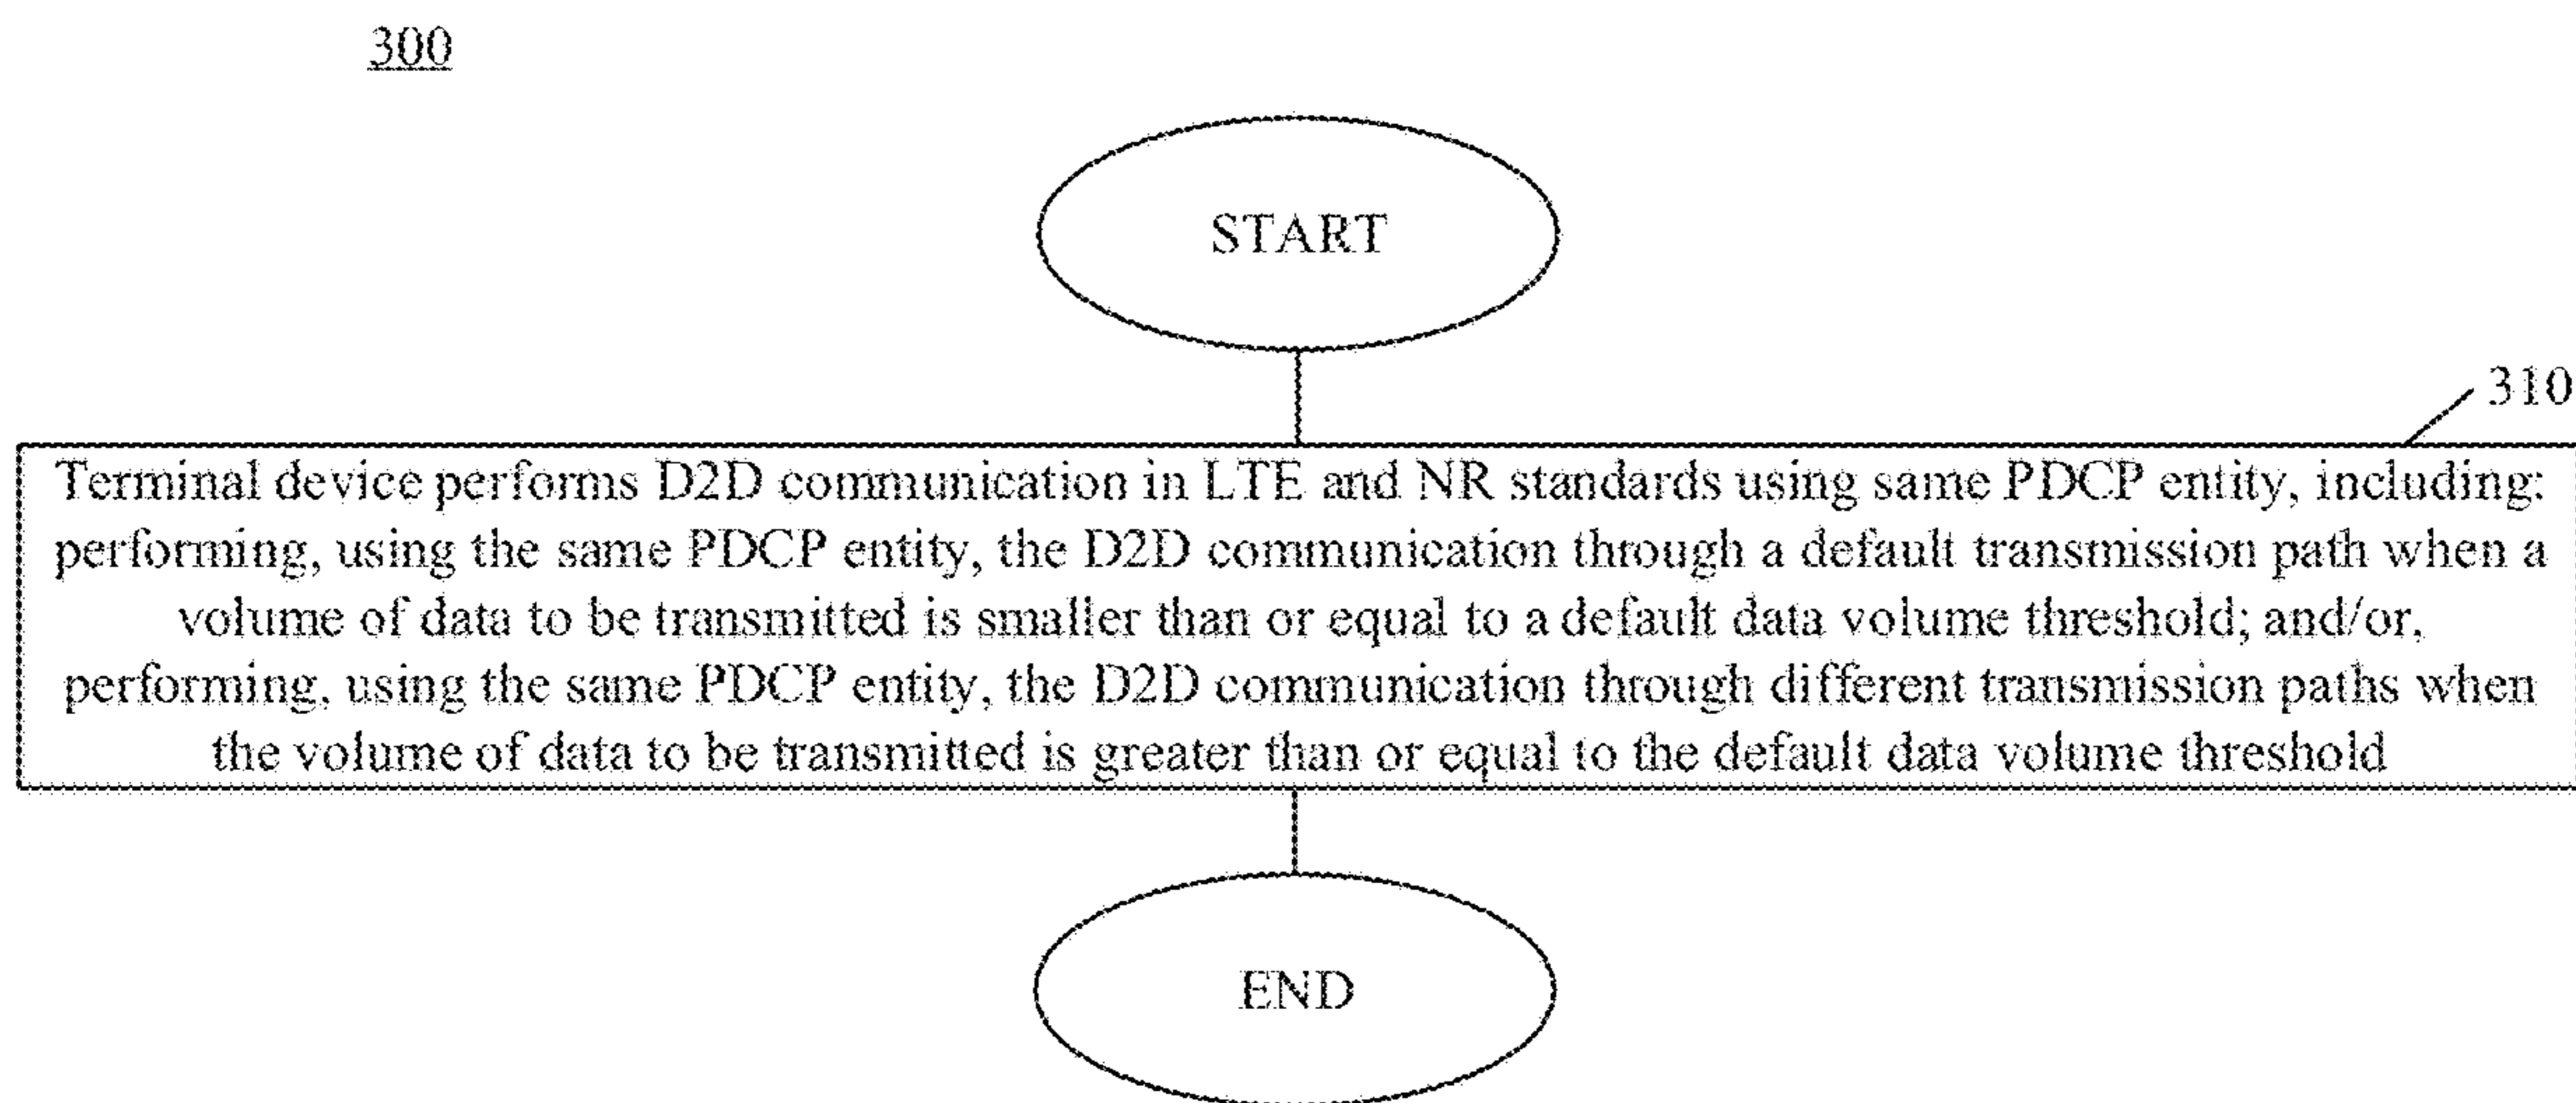 300
START
310
Terminal device performs D2D communication in LTE and NR standards using same PDCP entity, including:
performing, using the same PDCP entity, the D2D communication through a default transmission path when a
volume of data to be transmitted is smaller than or equal to a default data volume threshold; and/or,
performing, using the same PDCP entity, the D2D communication through different transmission paths when
the volume of data to be transmitted is greater than or equal to the default data volume threshold
END